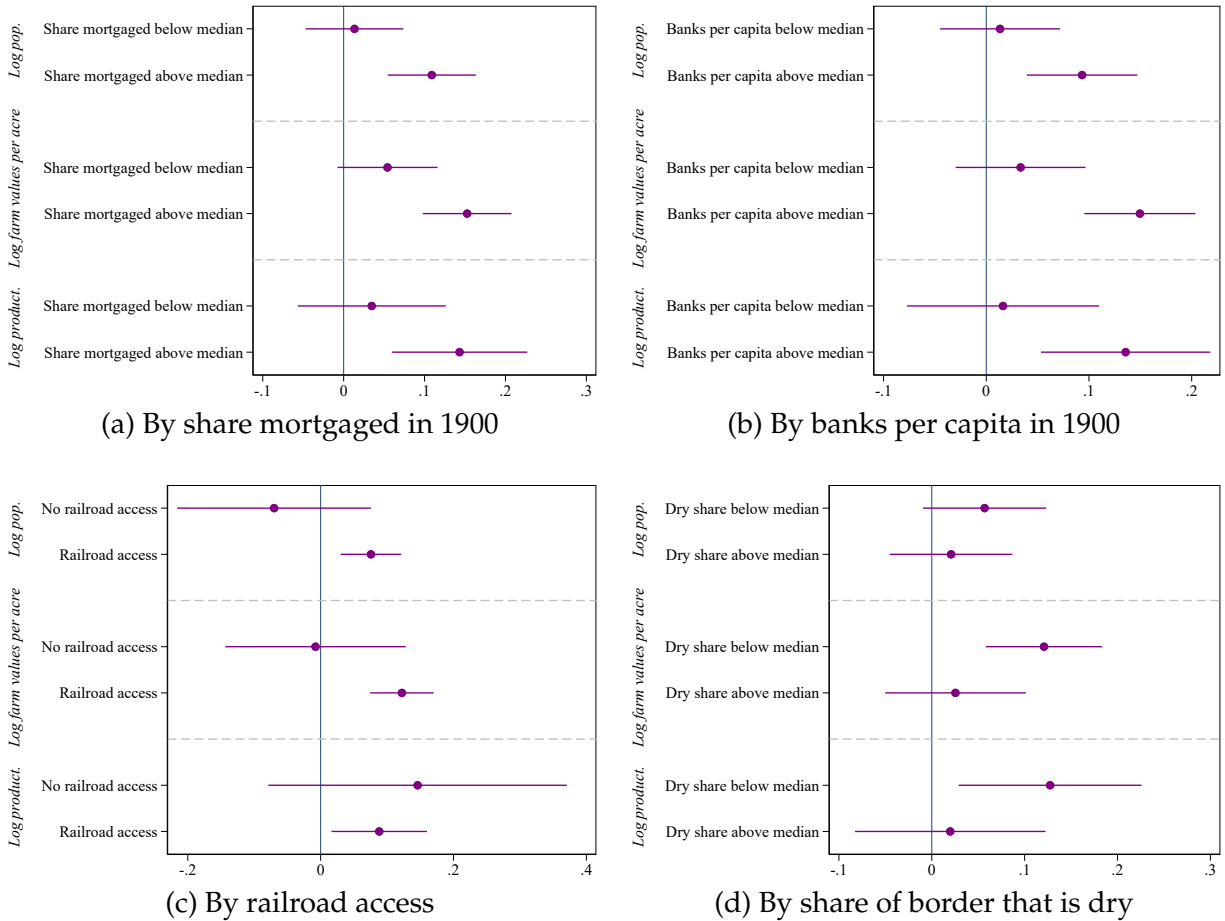 Log pop.
Share mortgaged below median
Share mortgaged above median
Log farm values per acre
Share mortgaged below median
Share mortgaged above median
Log product.
Share mortgaged below median
Share mortgaged above median
-.1 0 .1 .2 .3
(a) By share mortgaged in 1900
Log pop.
Banks per capita below median
Banks per capita above median
Log farm values per acre
Banks per capita below median
Banks per capita above median
Log product.
Banks per capita below median
Banks per capita above median
-.1 0 .1 .2
(b) By banks per capita in 1900
Log pop.
No railroad access
Railroad access
Log farm values per acre
No railroad access
Railroad access
Log product.
No railroad access
Railroad access
-.2 0 .2 .4
(c) By railroad access
Log pop.
Dry share below median
Dry share above median
Log farm values per acre
Dry share below median
Dry share above median
Log product.
Dry share below median
Dry share above median
-.1 0 .1 .2 .3
(d) By share of border that is dry